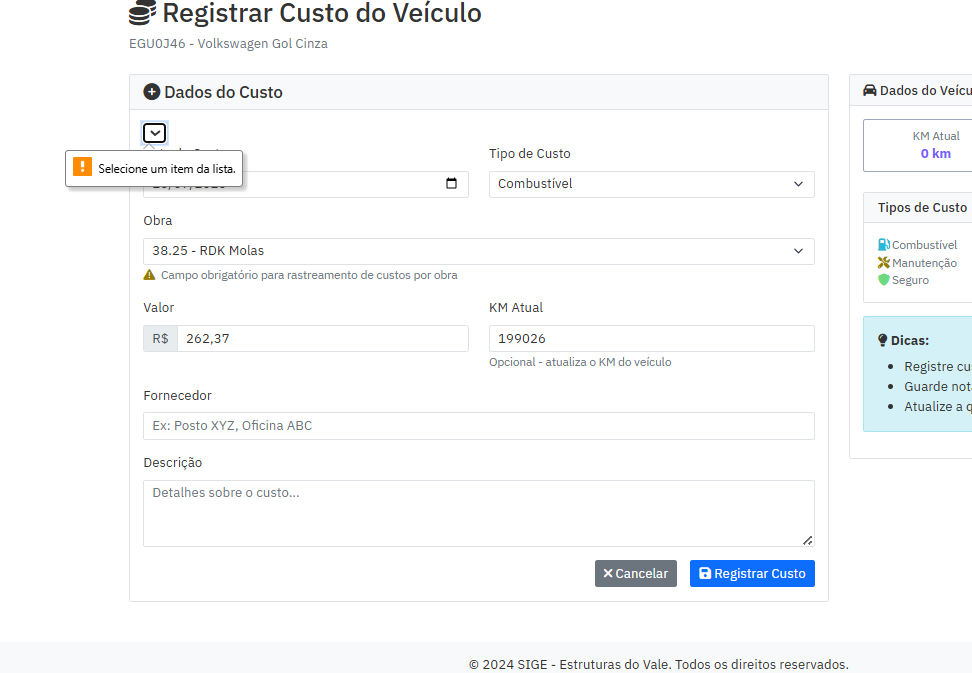 Registrar Custo do Veículo
EGU0J46 - Volkswagen Gol Cinza
Dados do Custo
Selecione um item da lista.
Tipo de Custo
Combustível
Obra
38.25 - RDK Molas
Campo obrigatório para rastreamento de custos por obra
Valor
KM Atual
R$ 262,37
199026
Opcional - atualiza o KM do veículo
Fornecedor
Ex: Posto XYZ, Oficina ABC
Descrição
Detalhes sobre o custo...
Cancelar
Registrar Custo
Dados do Veícu
KM Atual
0 km
Tipos de Custo
Combustível
Manutenção
Seguro
Dicas:
Registre cus
Guarde nota
Atualize a q
© 2024 SIGE - Estruturas do Vale. Todos os direitos reservados.